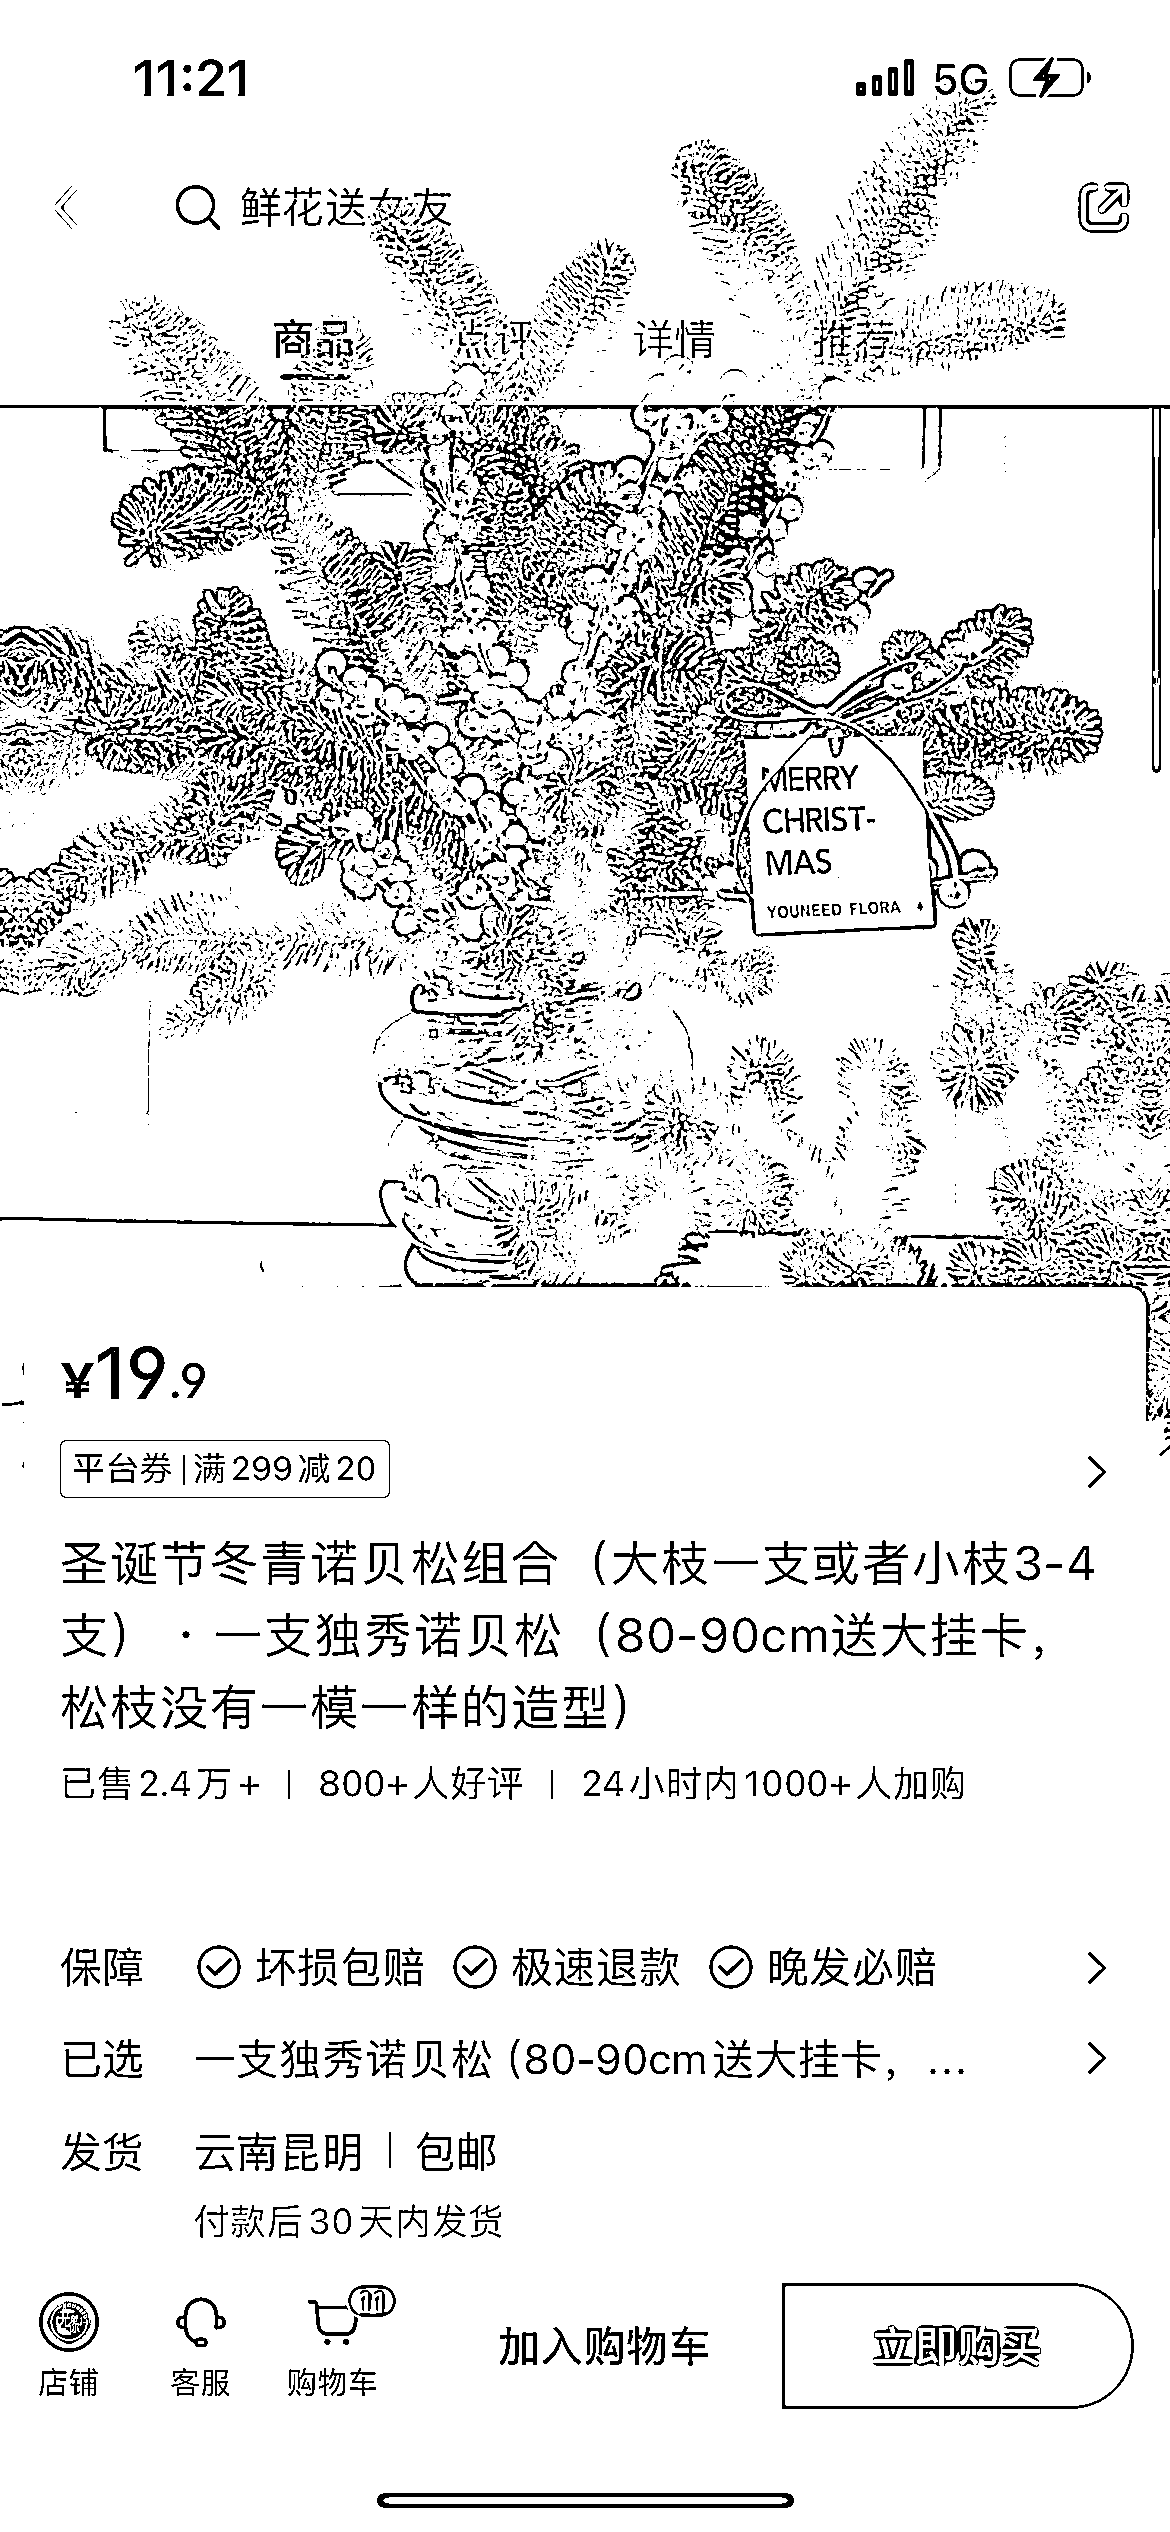 11:21
5G
鲜花送女友
商品 点评 详情 推荐
MERRY
CHRIST-
MAS
YOUNEED FLORA
¥19.9
平台券|满299减20
圣诞节冬青诺贝松组合（大枝一支或者小枝3-4
支）·一支独秀诺贝松（80-90cm送大挂卡，
松枝没有一模一样的造型）
已售2.4万+ | 800+人好评 | 24小时内1000+人加购
保障 坏损包赔 极速退款 晚发必赔
已选 一支独秀诺贝松 (80-90cm送大挂卡，...
发货 云南昆明 | 包邮
付款后30天内发货
11
店铺 客服 购物车 加入购物车 立即购买